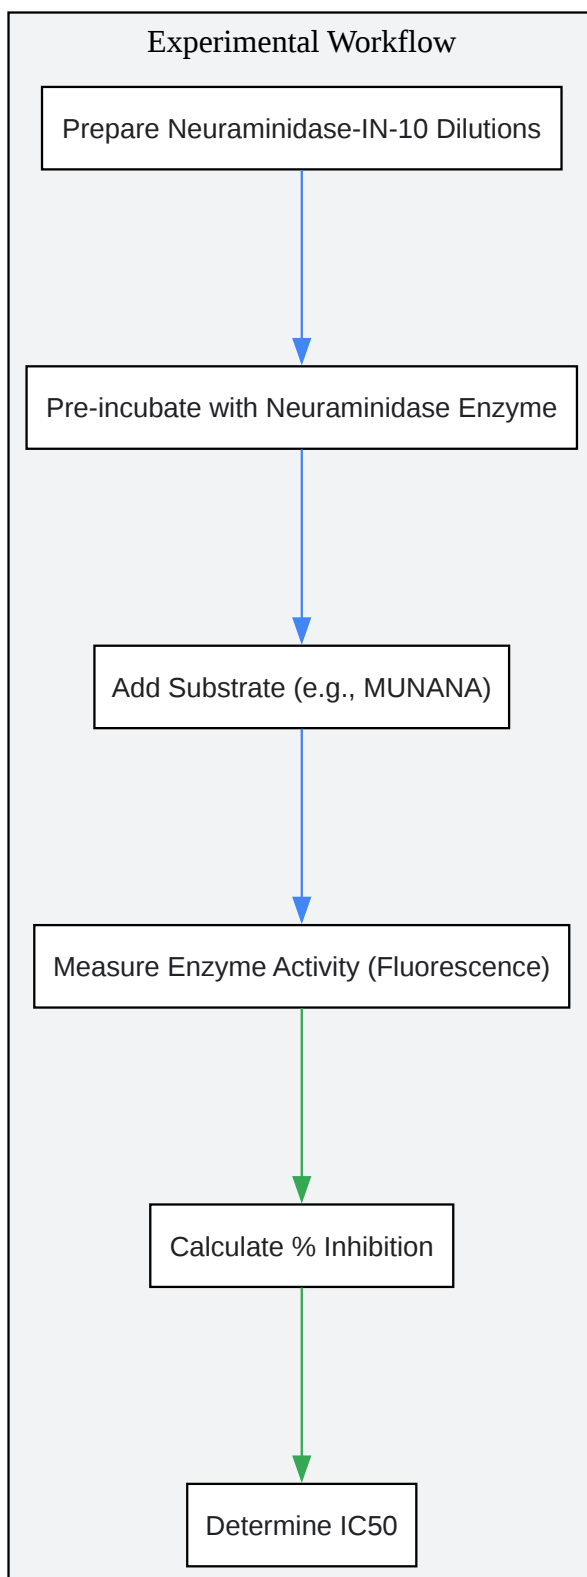 Experimental Workflow
Prepare Neuraminidase-IN-10 Dilutions
Pre-incubate with Neuraminidase Enzyme
Add Substrate (e.g., MUNANA)
Measure Enzyme Activity (Fluorescence)
Calculate % Inhibition
Determine IC50